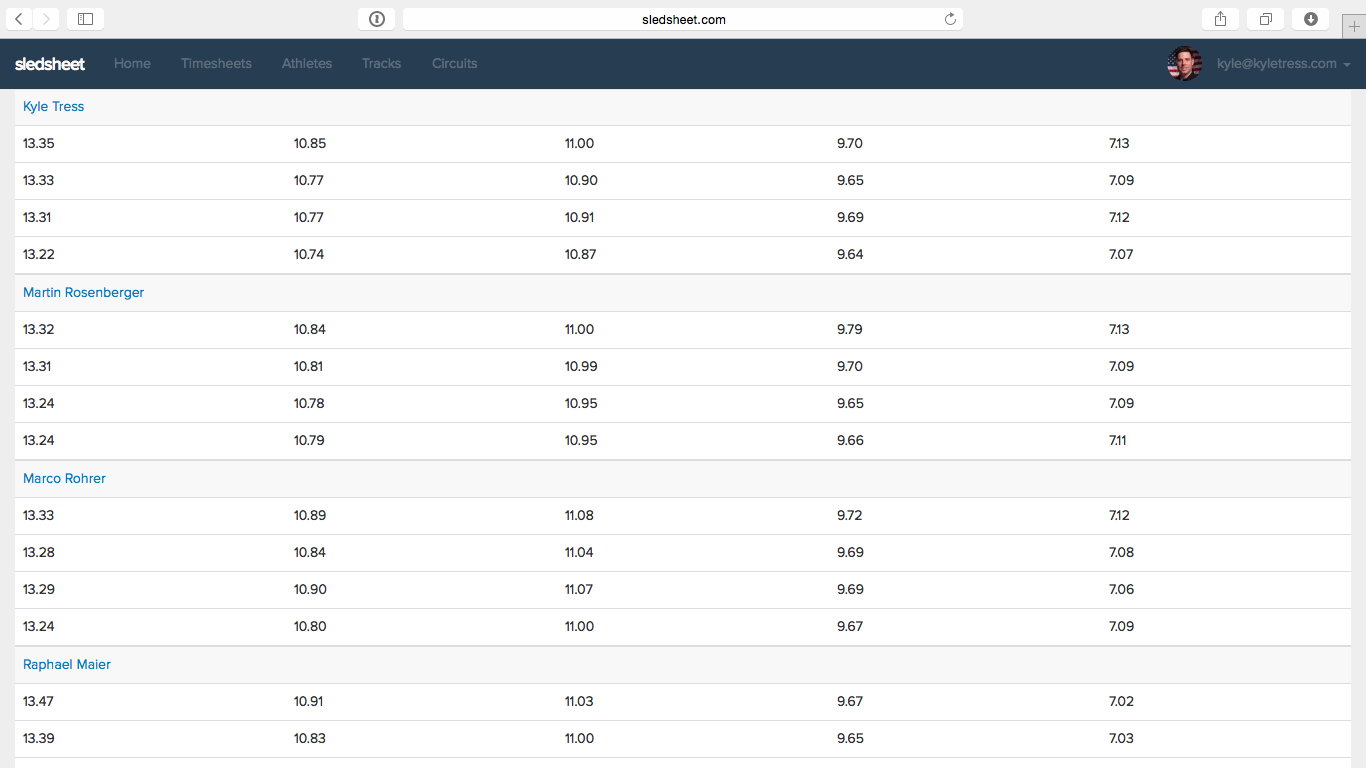 sledsheet.com
sledsheet Home Timesheets Athletes Tracks Circuits kyle@kyletress.com
Kyle Tress
13.35 10.85 11.00 9.70 7.13
13.33 10.77 10.90 9.65 7.09
13.31 10.77 10.91 9.69 7.12
13.22 10.74 10.87 9.64 7.07
Martin Rosenberger
13.32 10.84 11.00 9.79 7.13
13.31 10.81 10.99 9.70 7.09
13.24 10.78 10.95 9.65 7.09
13.24 10.79 10.95 9.66 7.11
Marco Rohrer
13.33 10.89 11.08 9.72 7.12
13.28 10.84 11.04 9.69 7.08
13.29 10.90 11.07 9.69 7.06
13.24 10.80 11.00 9.67 7.09
Raphael Maier
13.47 10.91 11.03 9.67 7.02
13.39 10.83 11.00 9.65 7.03